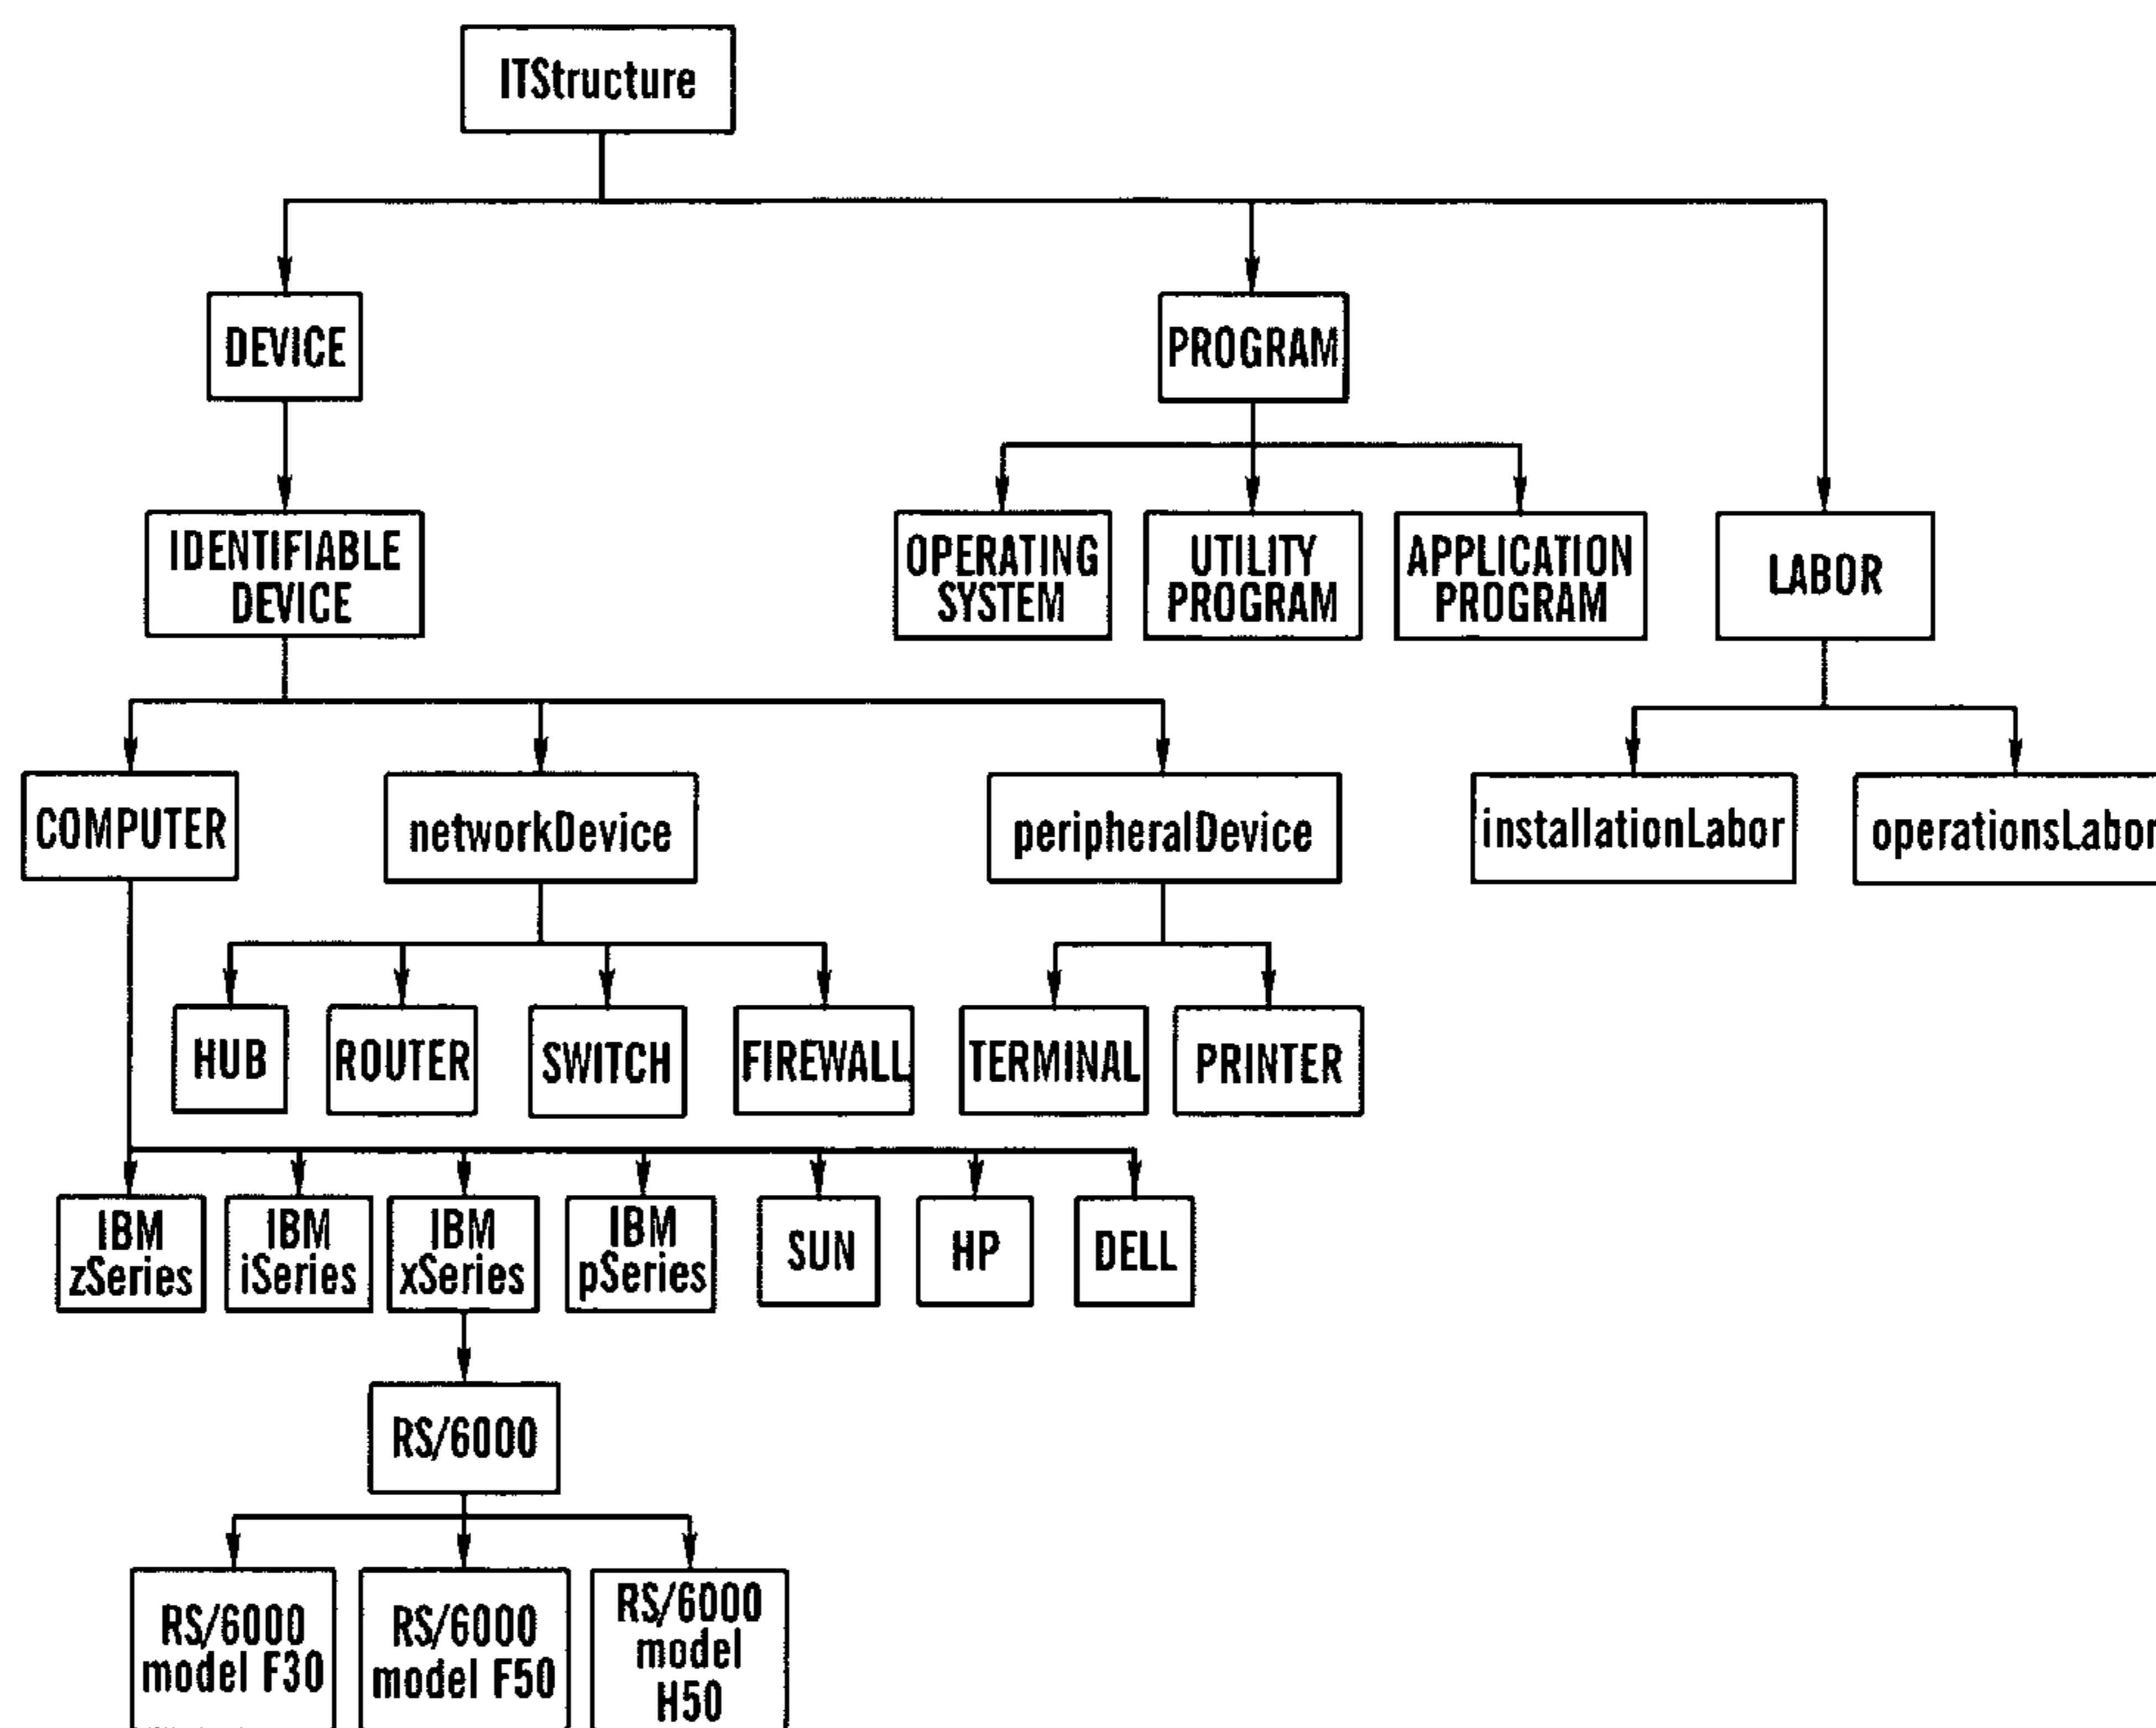 ITStructure
DEVICE
PROGRAM
IDENTIFIABLE
DEVICE
OPERATING
SYSTEM
UTILITY
PROGRAM
APPLICATION
PROGRAM
LABOR
COMPUTER
networkDevice
peripheralDevice
installationLabor
operationsLabor
HUB
ROUTER
SWITCH
FIREWALL
TERMINAL
PRINTER
IBM
zSeries
IBM
iSeries
IBM
xSeries
IBM
pSeries
SUN
HP
DELL
RS/6000
RS/6000
model F30
RS/6000
model F50
RS/6000
model
H50